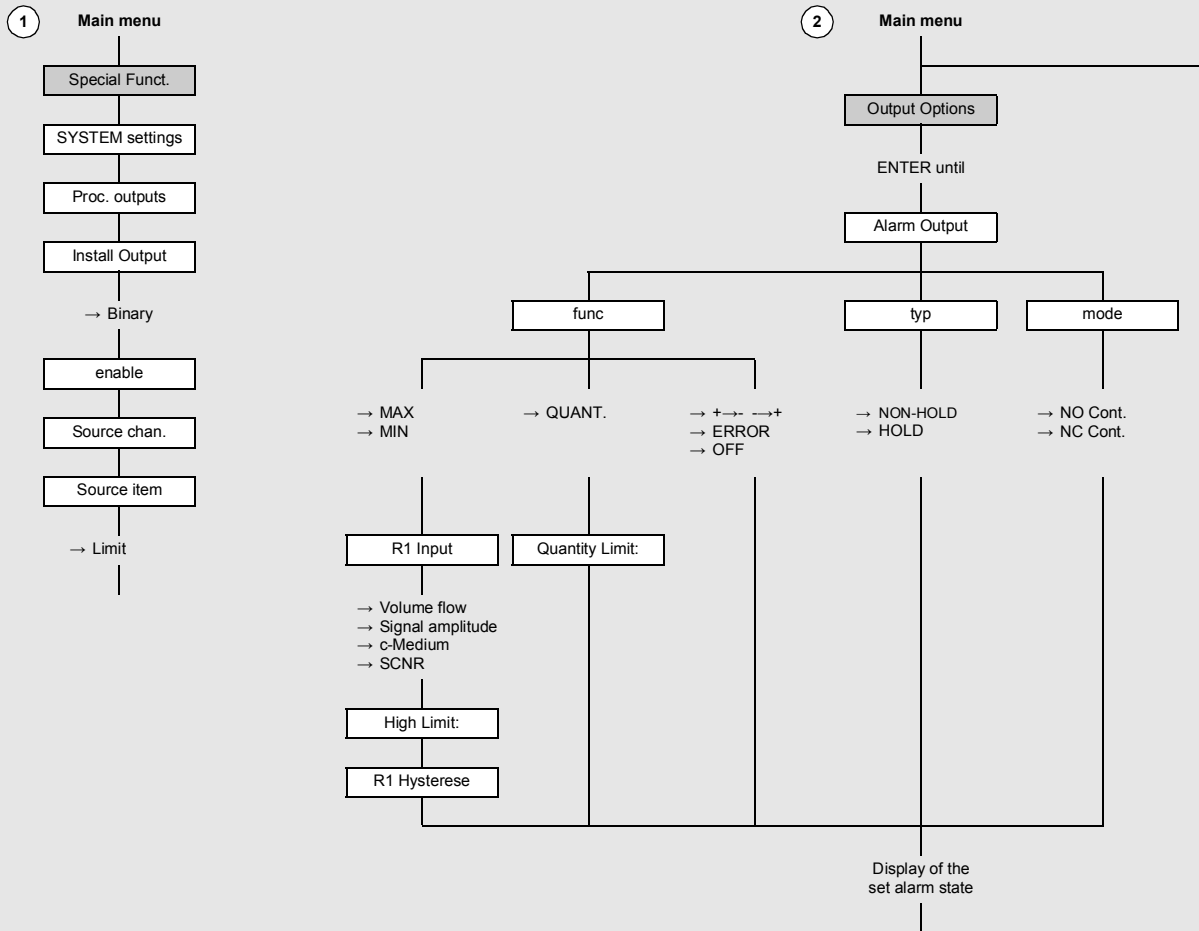 1
Main menu
Special Funct.
SYSTEM settings
Proc. outputs
Install Output
→ Binary
enable
Source chan.
Source item
→ Limit
2
Main menu
Output Options
ENTER until
Alarm Output
func
typ
mode
→ MAX
→ MIN
→ QUANT.
→ +→- -→+
→ ERROR
→ OFF
→ NON-HOLD
→ HOLD
→ NO Cont.
→ NC Cont.
R1 Input
Quantity Limit:
→ Volume flow
→ Signal amplitude
→ c-Medium
→ SCNR
High Limit:
R1 Hysterese
Display of the
set alarm state